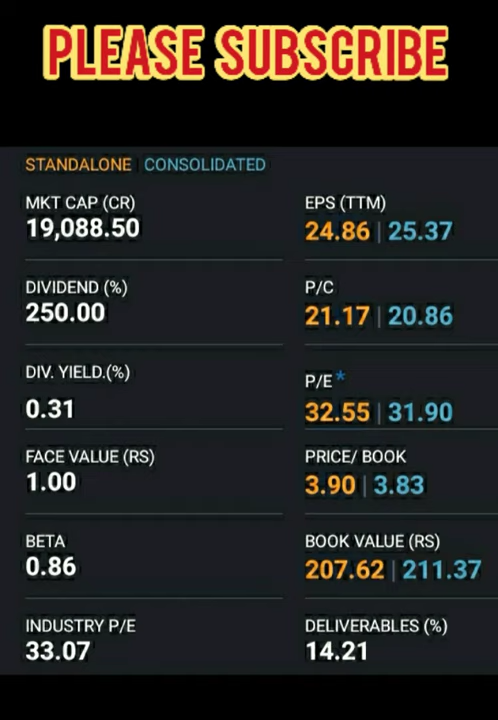 PLEASE SUBSCRIBE
STANDALONE | CONSOLIDATED
MKT CAP (CR)
19,088.50
EPS (TTM)
24.86 | 25.37
DIVIDEND (%)
250.00
P/C
21.17 | 20.86
DIV. YIELD.(%)
0.31
P/E *
32.55 | 31.90
FACE VALUE (RS)
1.00
PRICE/ BOOK
3.90 | 3.83
BETA
0.86
BOOK VALUE (RS)
207.62 | 211.37
INDUSTRY P/E
33.07
DELIVERABLES (%)
14.21